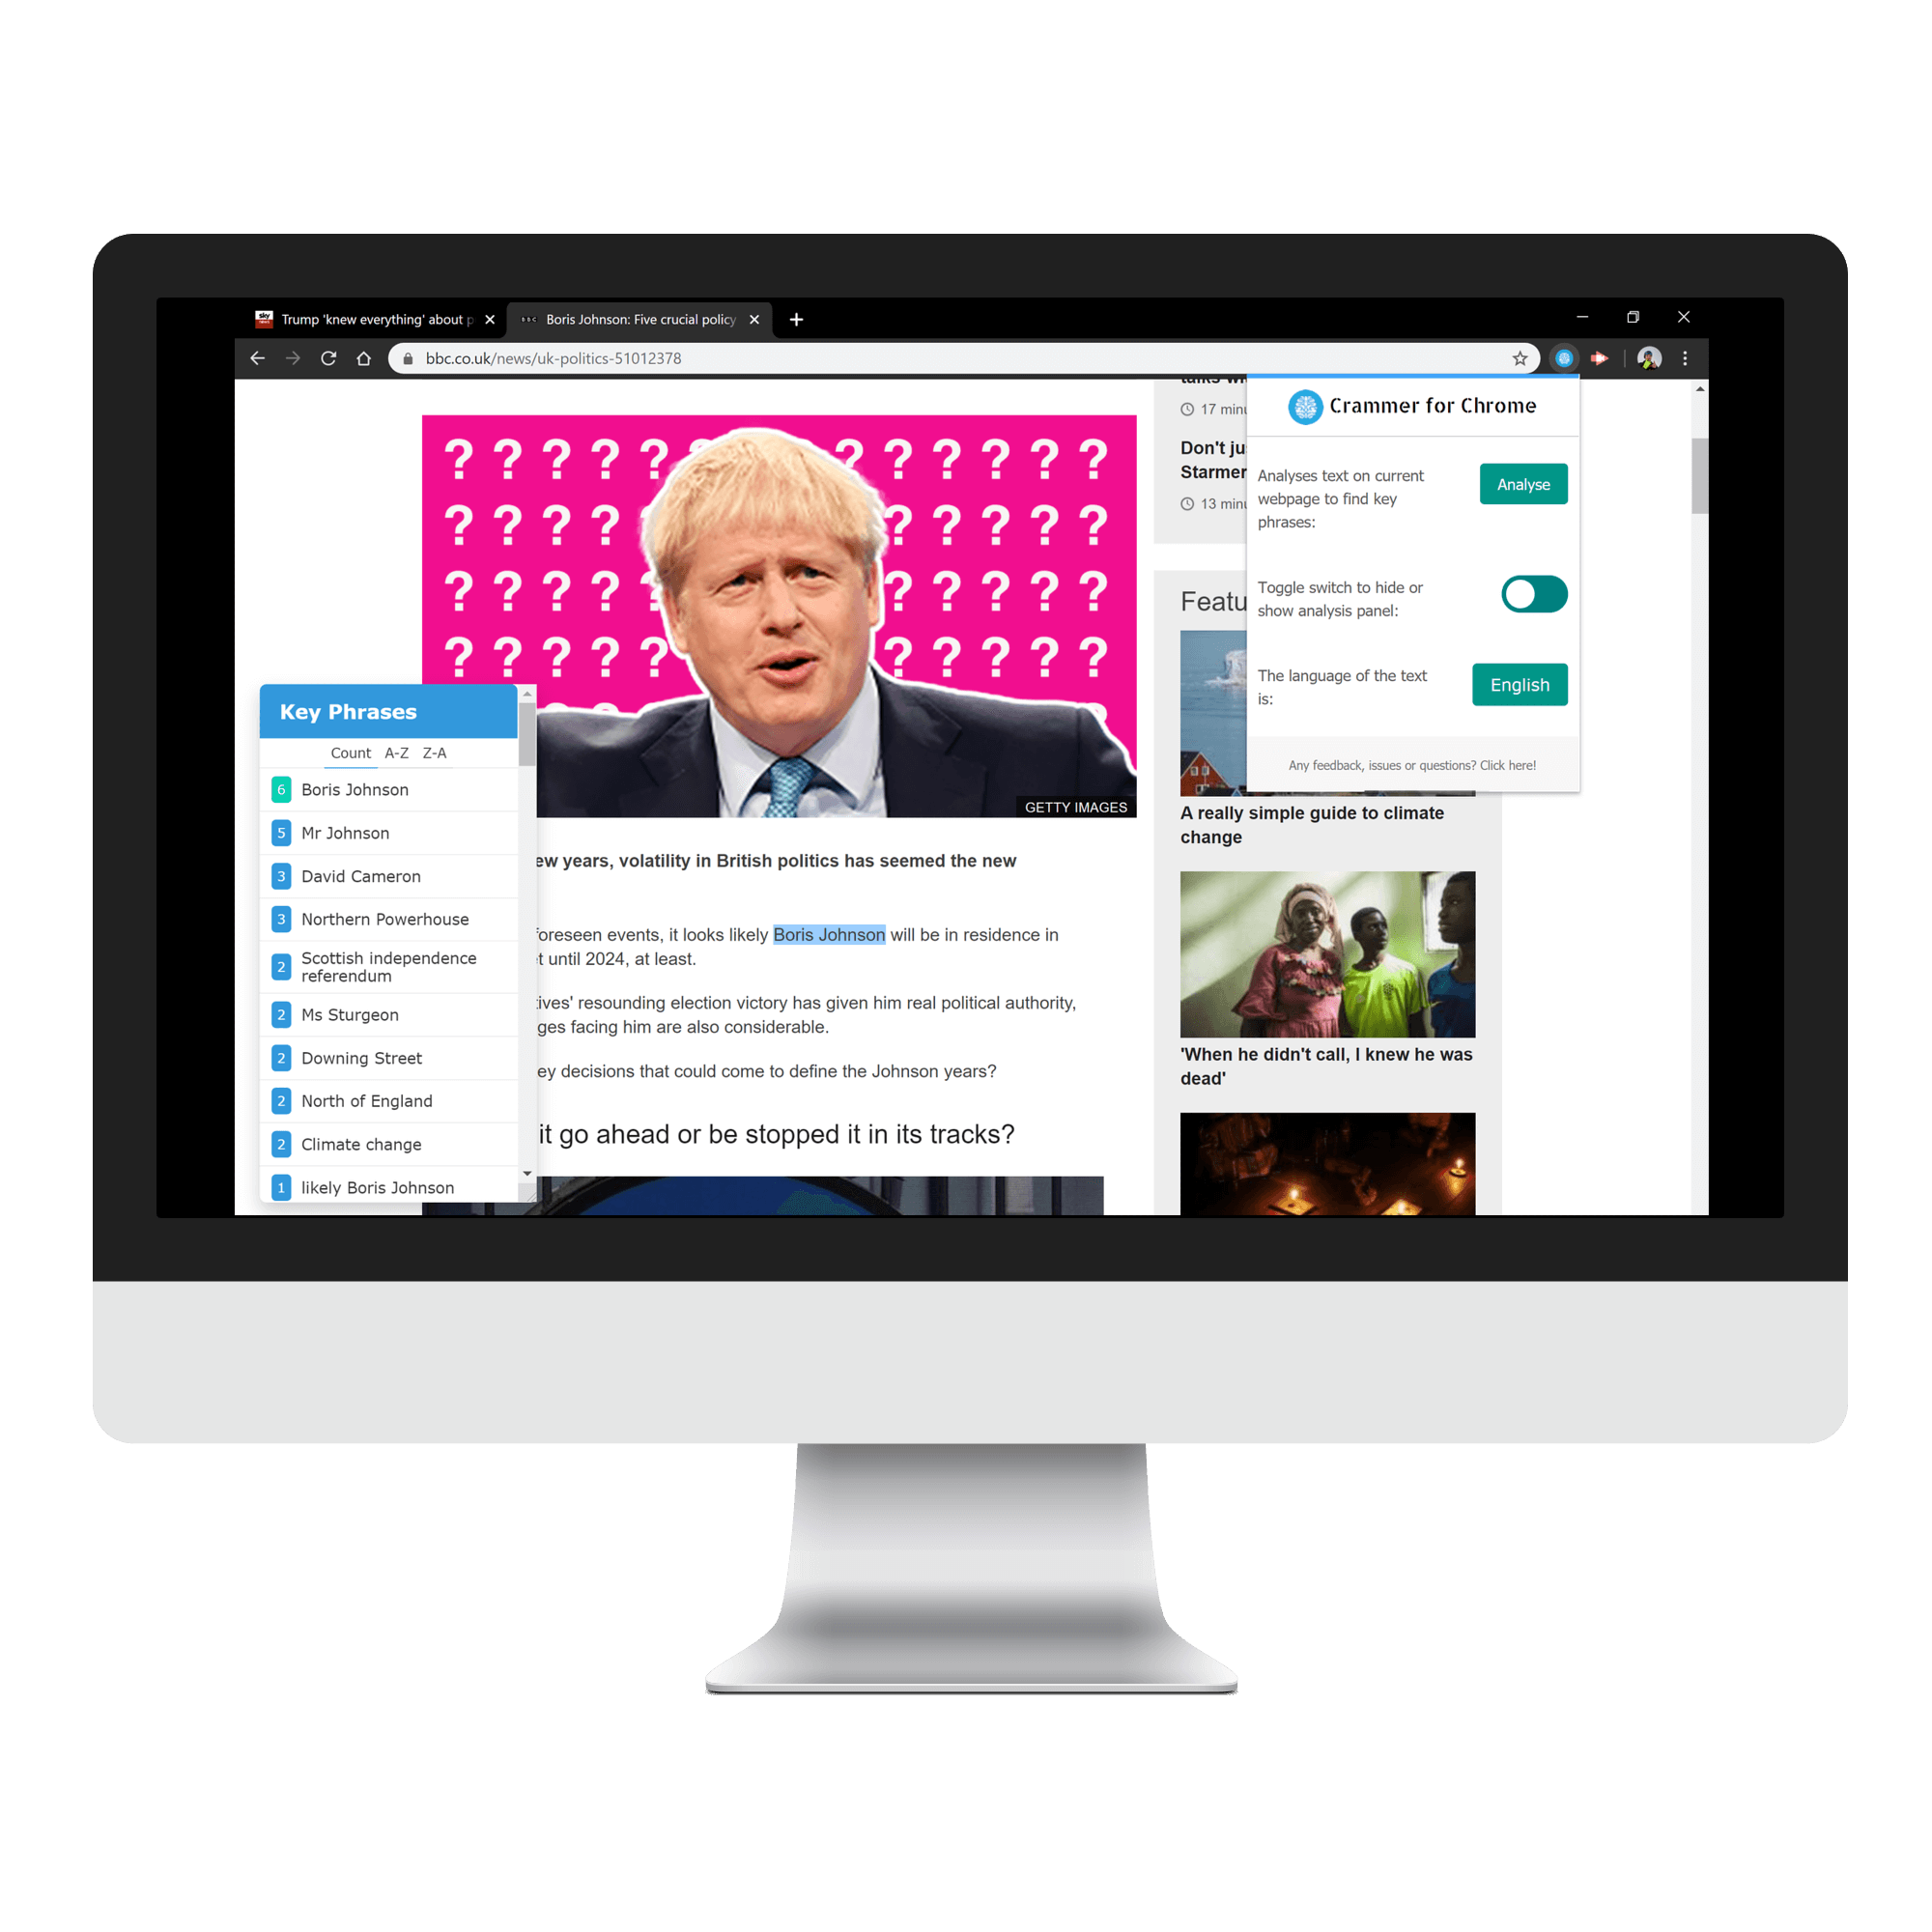 sky news
Trump 'knew everything' about p
BBC
Boris Johnson: Five crucial policy
bbc.co.uk/news/uk-politics-51012378
? ? ? ? ? ? ? ? ? ? ? ?
? ? ? ? ? ? ? ? ?
? ? ? ? ? ? ? ? ? ?
? ? ? ? ? ? ? ? ? ?
GETTY IMAGES
Key Phrases
Count A-Z Z-A
6 Boris Johnson
5 Mr Johnson
3 David Cameron
3 Northern Powerhouse
2 Scottish independence
referendum
2 Ms Sturgeon
2 Downing Street
2 North of England
2 Climate change
1 likely Boris Johnson
ew years, volatility in British politics has seemed the new
foreseen events, it looks likely Boris Johnson will be in residence in
t until 2024, at least.
tives' resounding election victory has given him real political authority,
ges facing him are also considerable.
ey decisions that could come to define the Johnson years?
it go ahead or be stopped it in its tracks?
17 minu
Don't ju
Starmer
13 minu
Featu
A really simple guide to climate
change
'When he didn't call, I knew he was
dead'
Crammer for Chrome
Analyses text on current
webpage to find key
phrases:
Analyse
Toggle switch to hide or
show analysis panel:
The language of the text
is:
English
Any feedback, issues or questions? Click here!